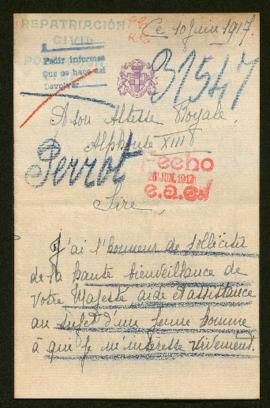 REPATRIACIÓN
CIVIL
Ce 10 Juin 1917.
Pedir informes
Que se haga así
Devolver
31547
A son Altesse Royale,
Alphonse XIII
Perrot
Fecho
26 JUN. 1917
e.a.e.
Sire,
J'ai l'honneur de solliciter
de la haute bienveillance de
Votre Majesté aide et assistance
au sujet d'un jeune homme
à que je m'intéresse vivement.